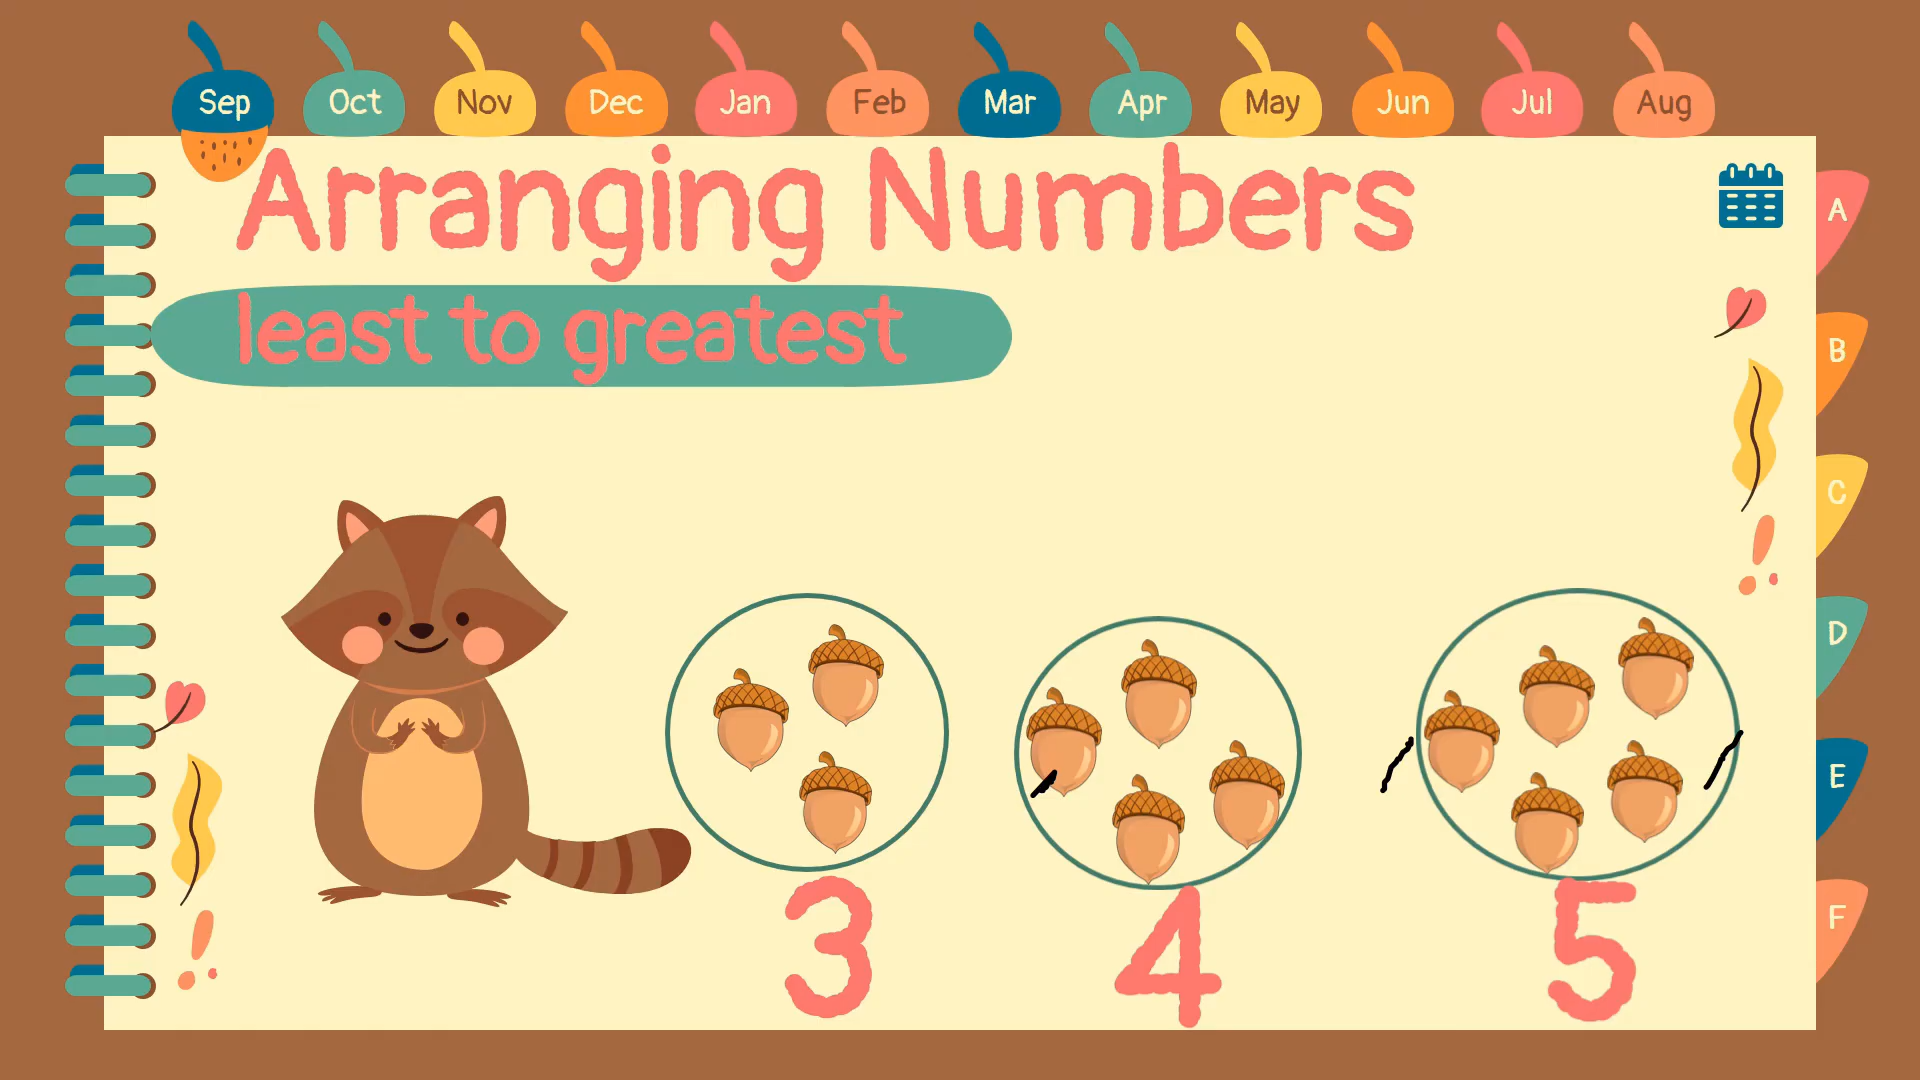 Sep Oct Nov Dec Jan Feb Mar Apr May Jun Jul Aug
Arranging Numbers
least to greatest
A
B
C
D
E
F
3 4 5